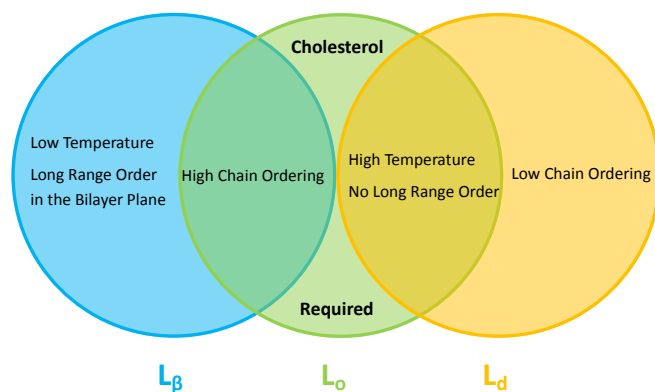 Cholesterol
Low Temperature
Long Range Order
in the Bilayer Plane
High Chain Ordering
High Temperature
No Long Range Order
Low Chain Ordering
Required
Lβ
Lo
Ld